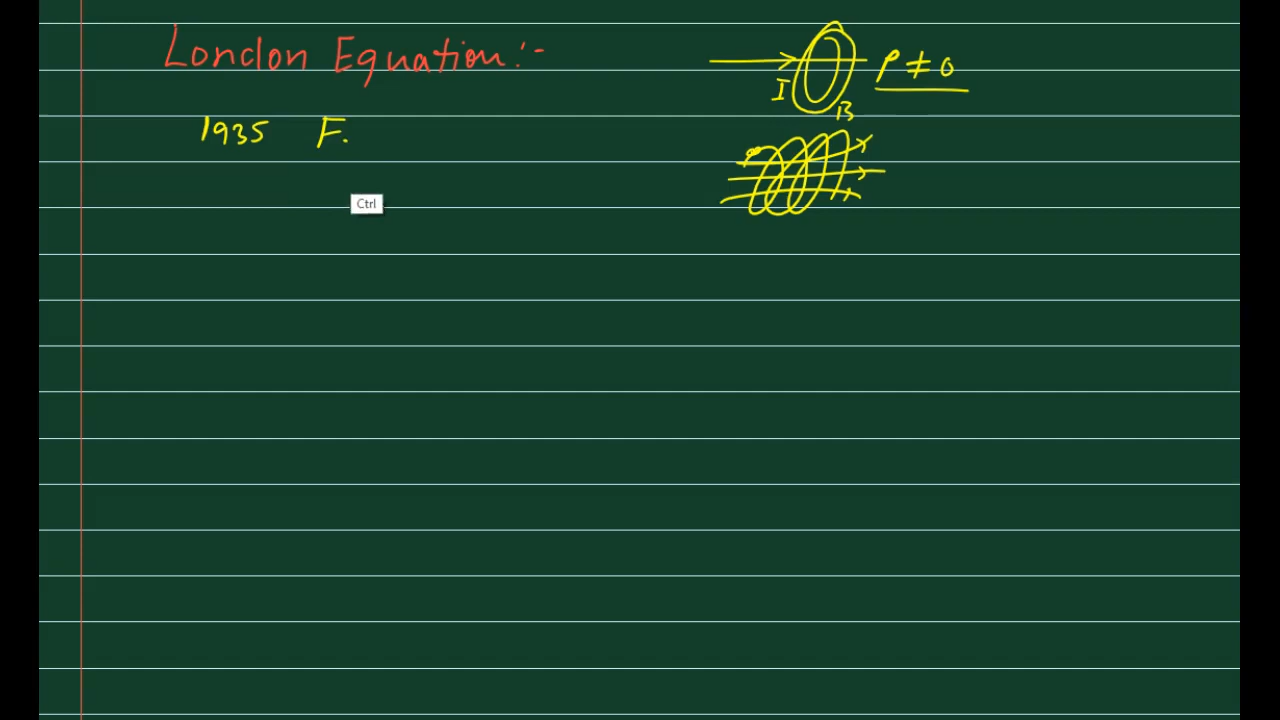 London Equation :-
I B ρ ≠ 0
1935 F.
Ctrl